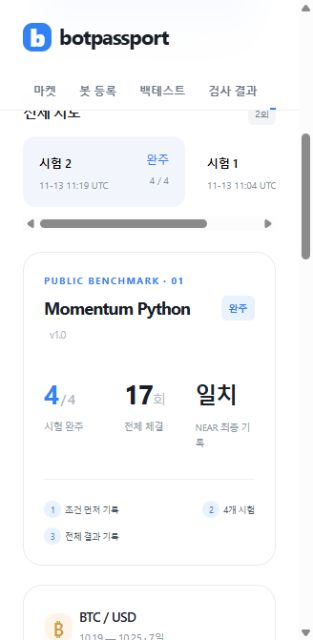 botpassport
마켓 봇 등록 백테스트 검사 결과
전체 시도 2회
시험 2 완주 시험 1
11-13 11:19 UTC 4 / 4 11-13 11:04 UTC
PUBLIC BENCHMARK · 01
Momentum Python 완주
v1.0
4/4 17회 일치
시험 완주 전체 체결 NEAR 최종 기
록
1 조건 먼저 기록 2 4개 시험
3 전체 결과 기록
BTC / USD
10.19 — 10.25 · 7일